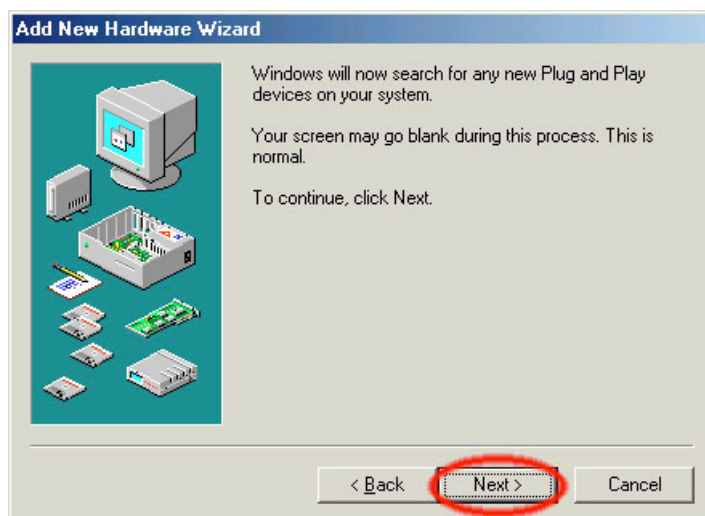 Add New Hardware Wizard
Windows will now search for any new Plug and Play
devices on your system.
Your screen may go blank during this process. This is
normal.
To continue, click Next.
< Back Next > Cancel